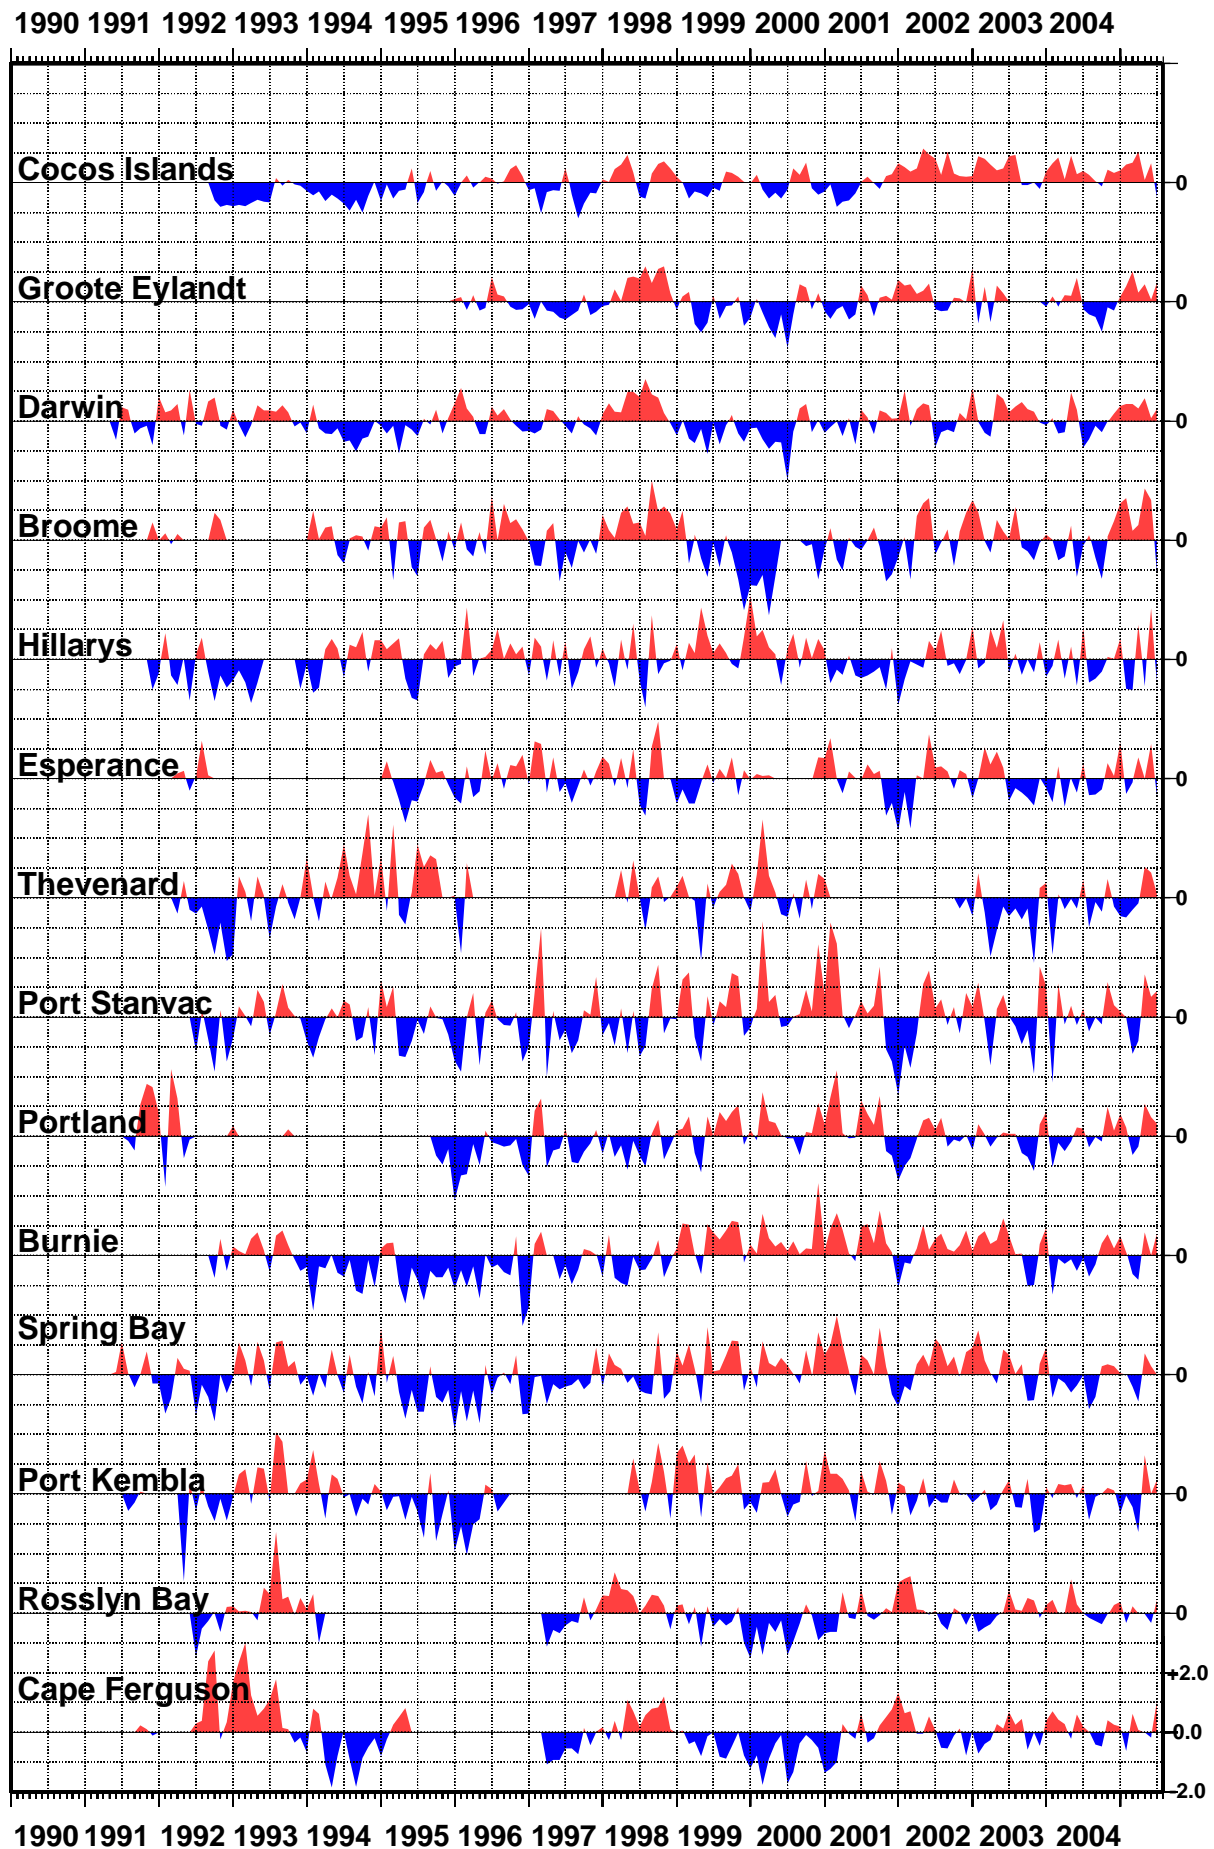 1990 1991 1992 1993 1994 1995 1996 1997 1998 1999 2000 2001 2002 2003 2004
Cocos Islands 0
Groote Eylandt 0
Darwin 0
Broome 0
Hillarys 0
Esperance 0
Thevenard 0
Port Stanvac 0
Portland 0
Burnie 0
Spring Bay 0
Port Kembla 0
Rosslyn Bay 0
+2.0
Cape Ferguson
0.0
-2.0
1990 1991 1992 1993 1994 1995 1996 1997 1998 1999 2000 2001 2002 2003 2004